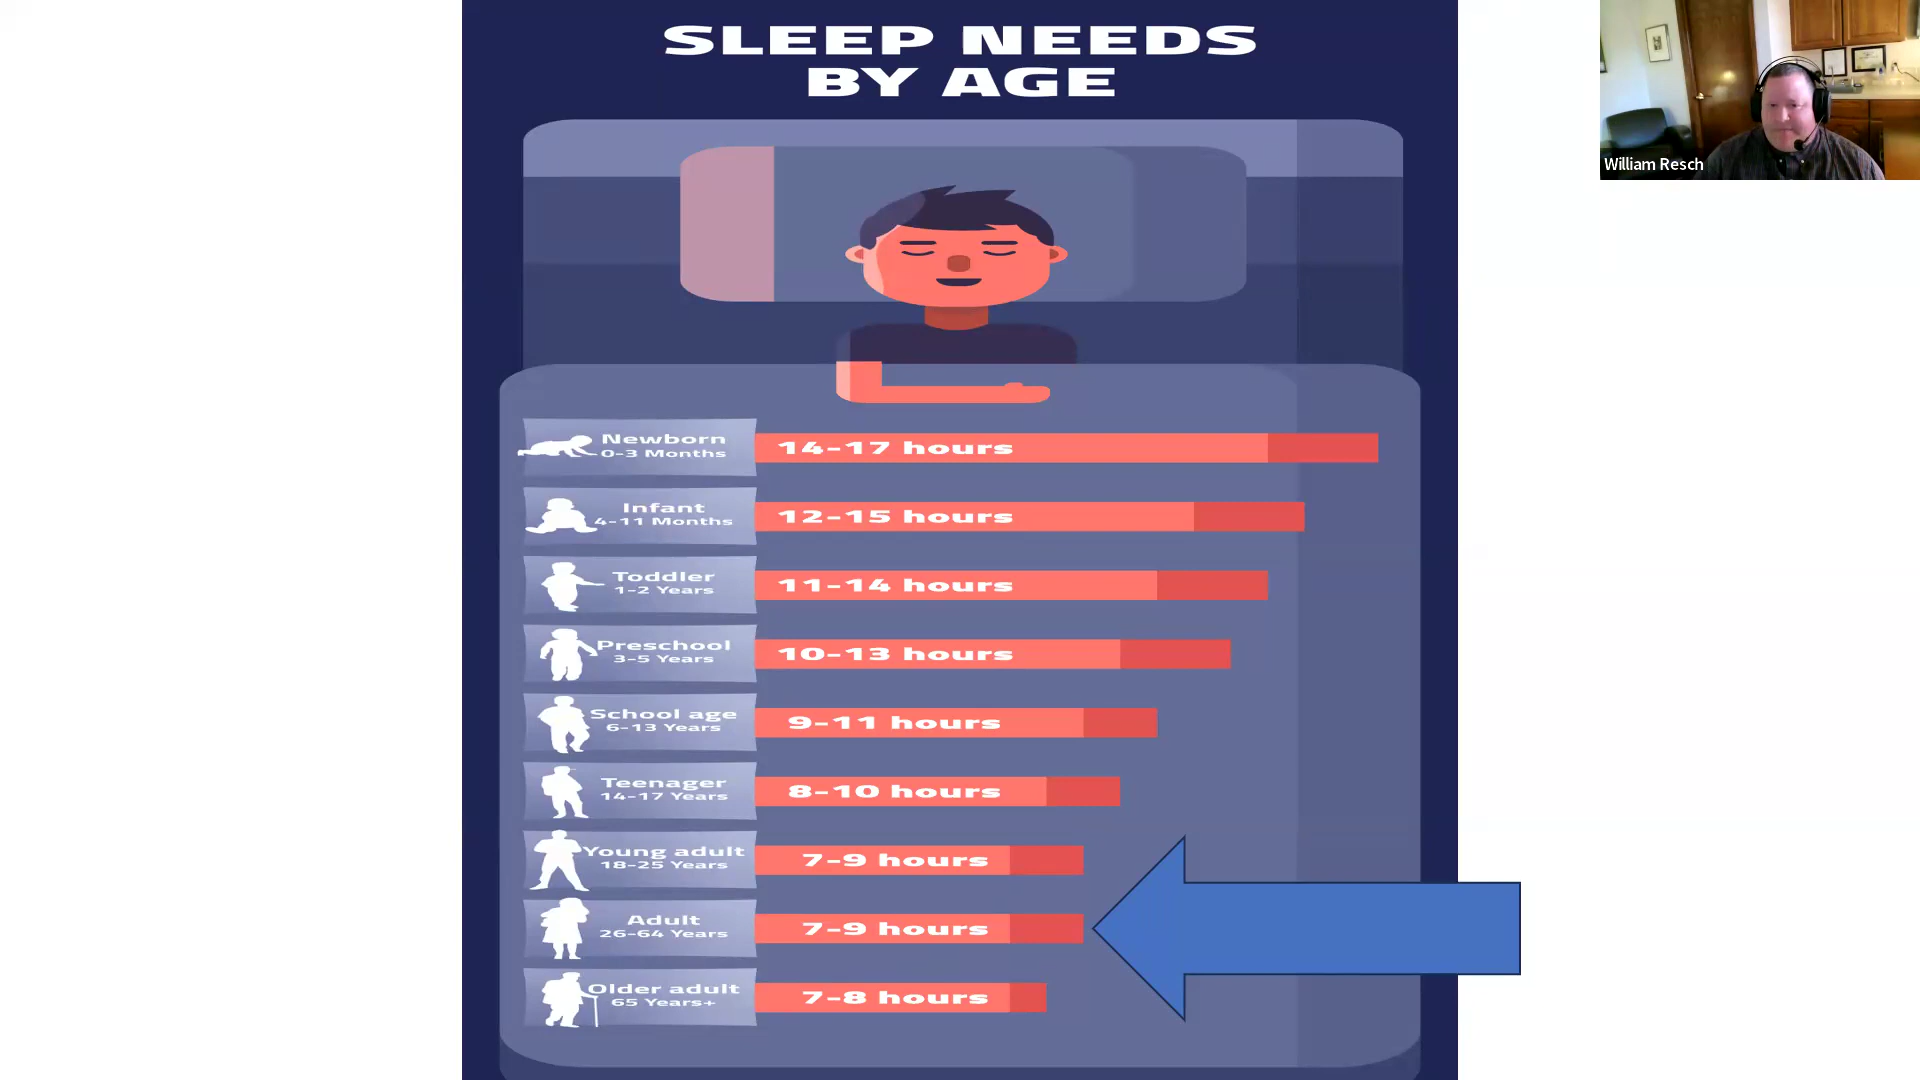 SLEEP NEEDS
BY AGE
William Resch
Newborn
0-3 Months
14-17 hours
Infant
4-11 Months
12-15 hours
Toddler
1-2 Years
11-14 hours
Preschool
3-5 Years
10-13 hours
School age
6-13 Years
9-11 hours
Teenager
14-17 Years
8-10 hours
Young adult
18-25 Years
7-9 hours
Adult
26-64 Years
7-9 hours
Older adult
65 Years+
7-8 hours